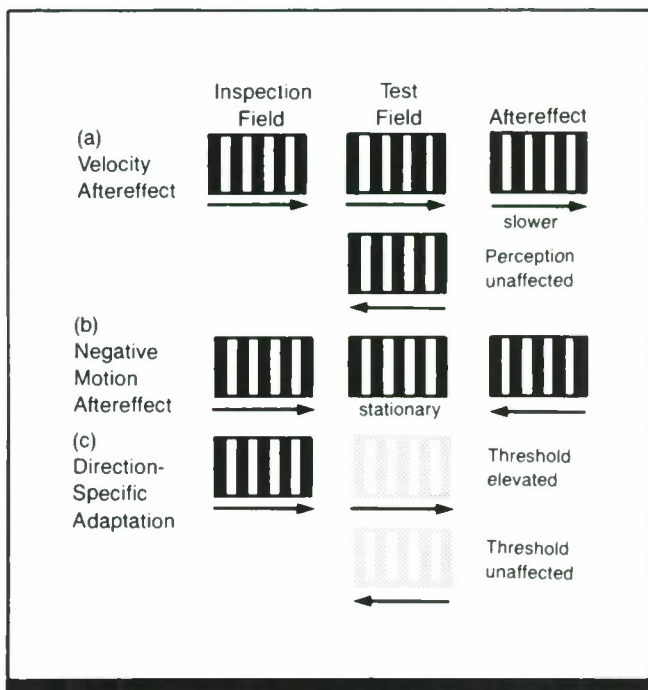 Inspection
Field
Test
Field
Aftereffect
(a)
Velocity
Aftereffect
slower
Perception
unaffected
(b)
Negative
Motion
Aftereffect
stationary
(c)
Direction-
Specific
Adaptation
Threshold
elevated
Threshold
unaffected